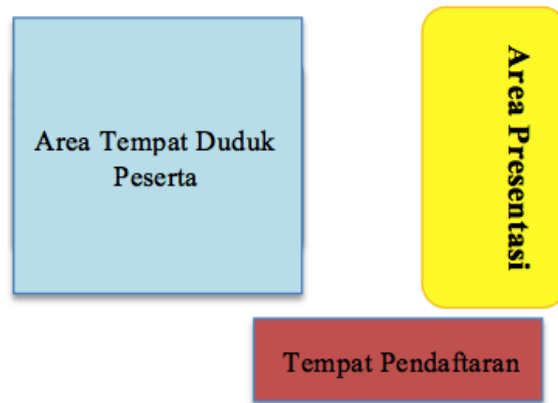 Area Tempat Duduk
Peserta
Area Presentasi
Tempat Pendaftaran